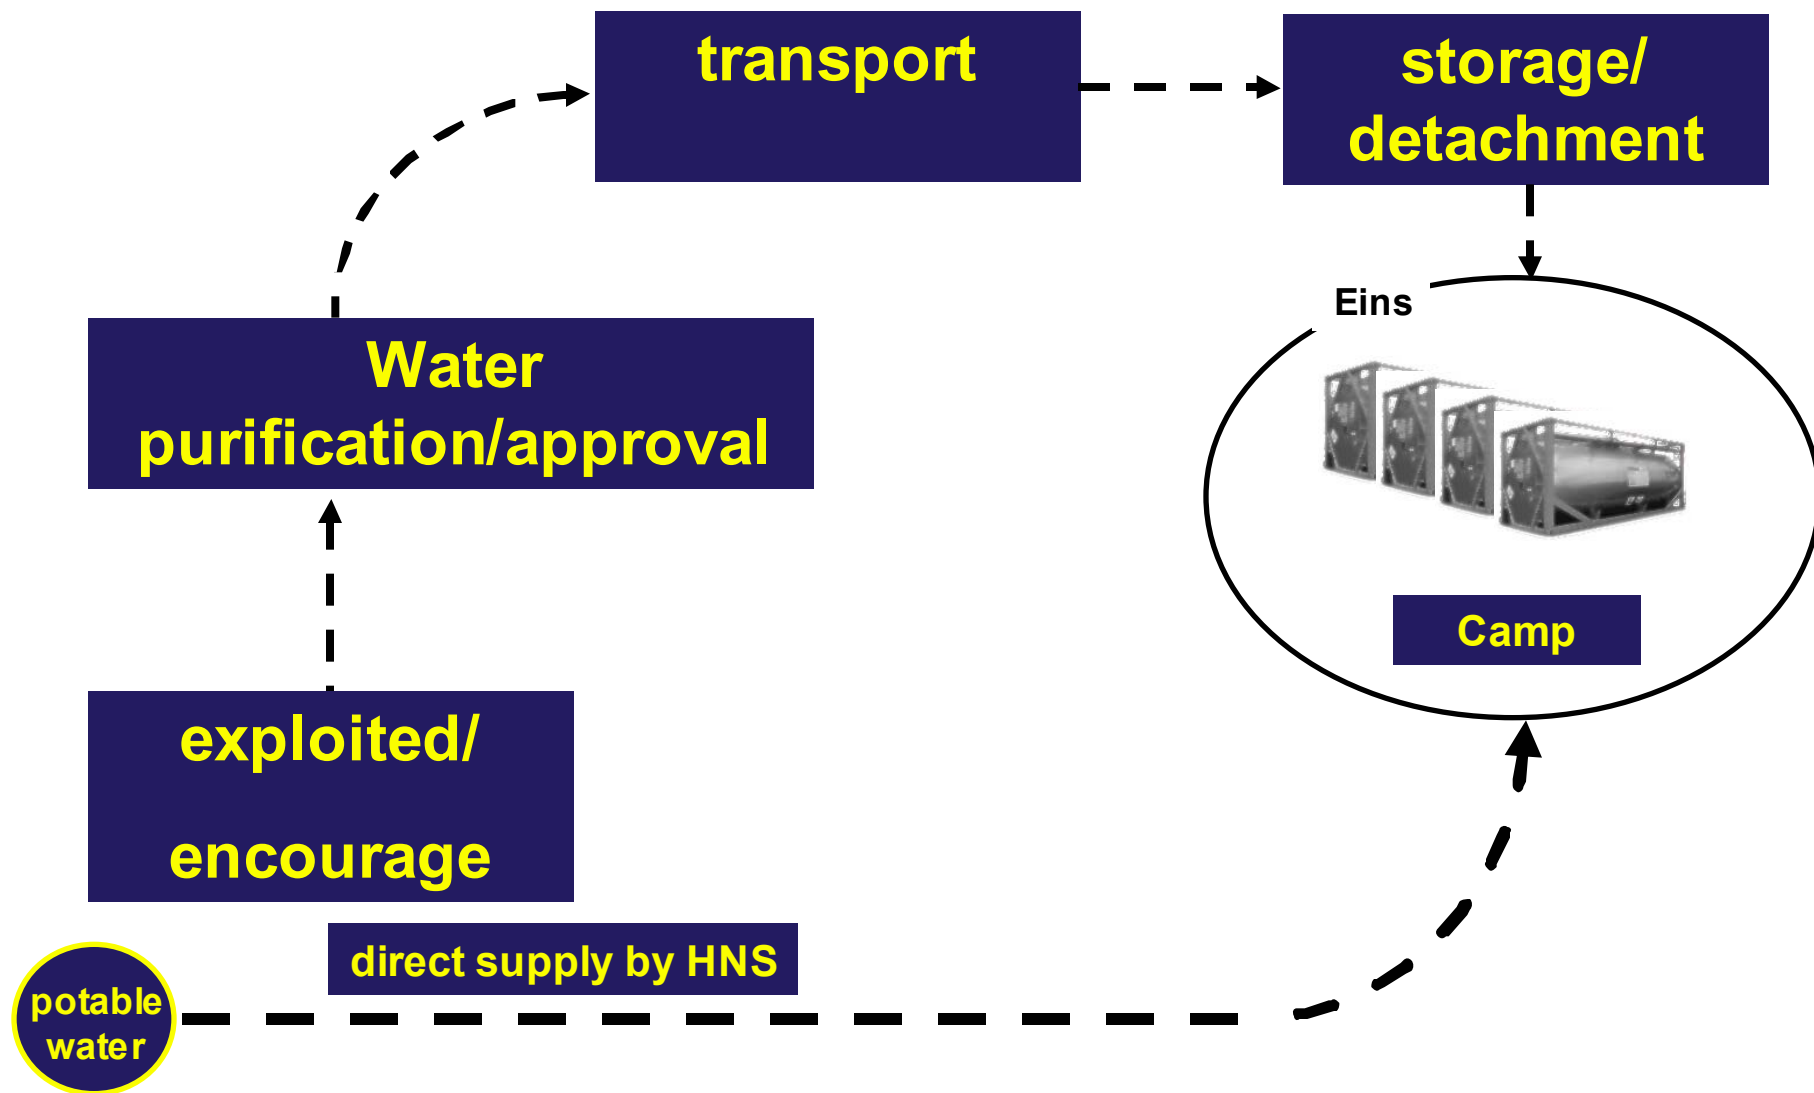 transport
storage/
detachment
Eins
Water
purification/approval
Camp
exploited/
encourage
direct supply by HNS
potable
water